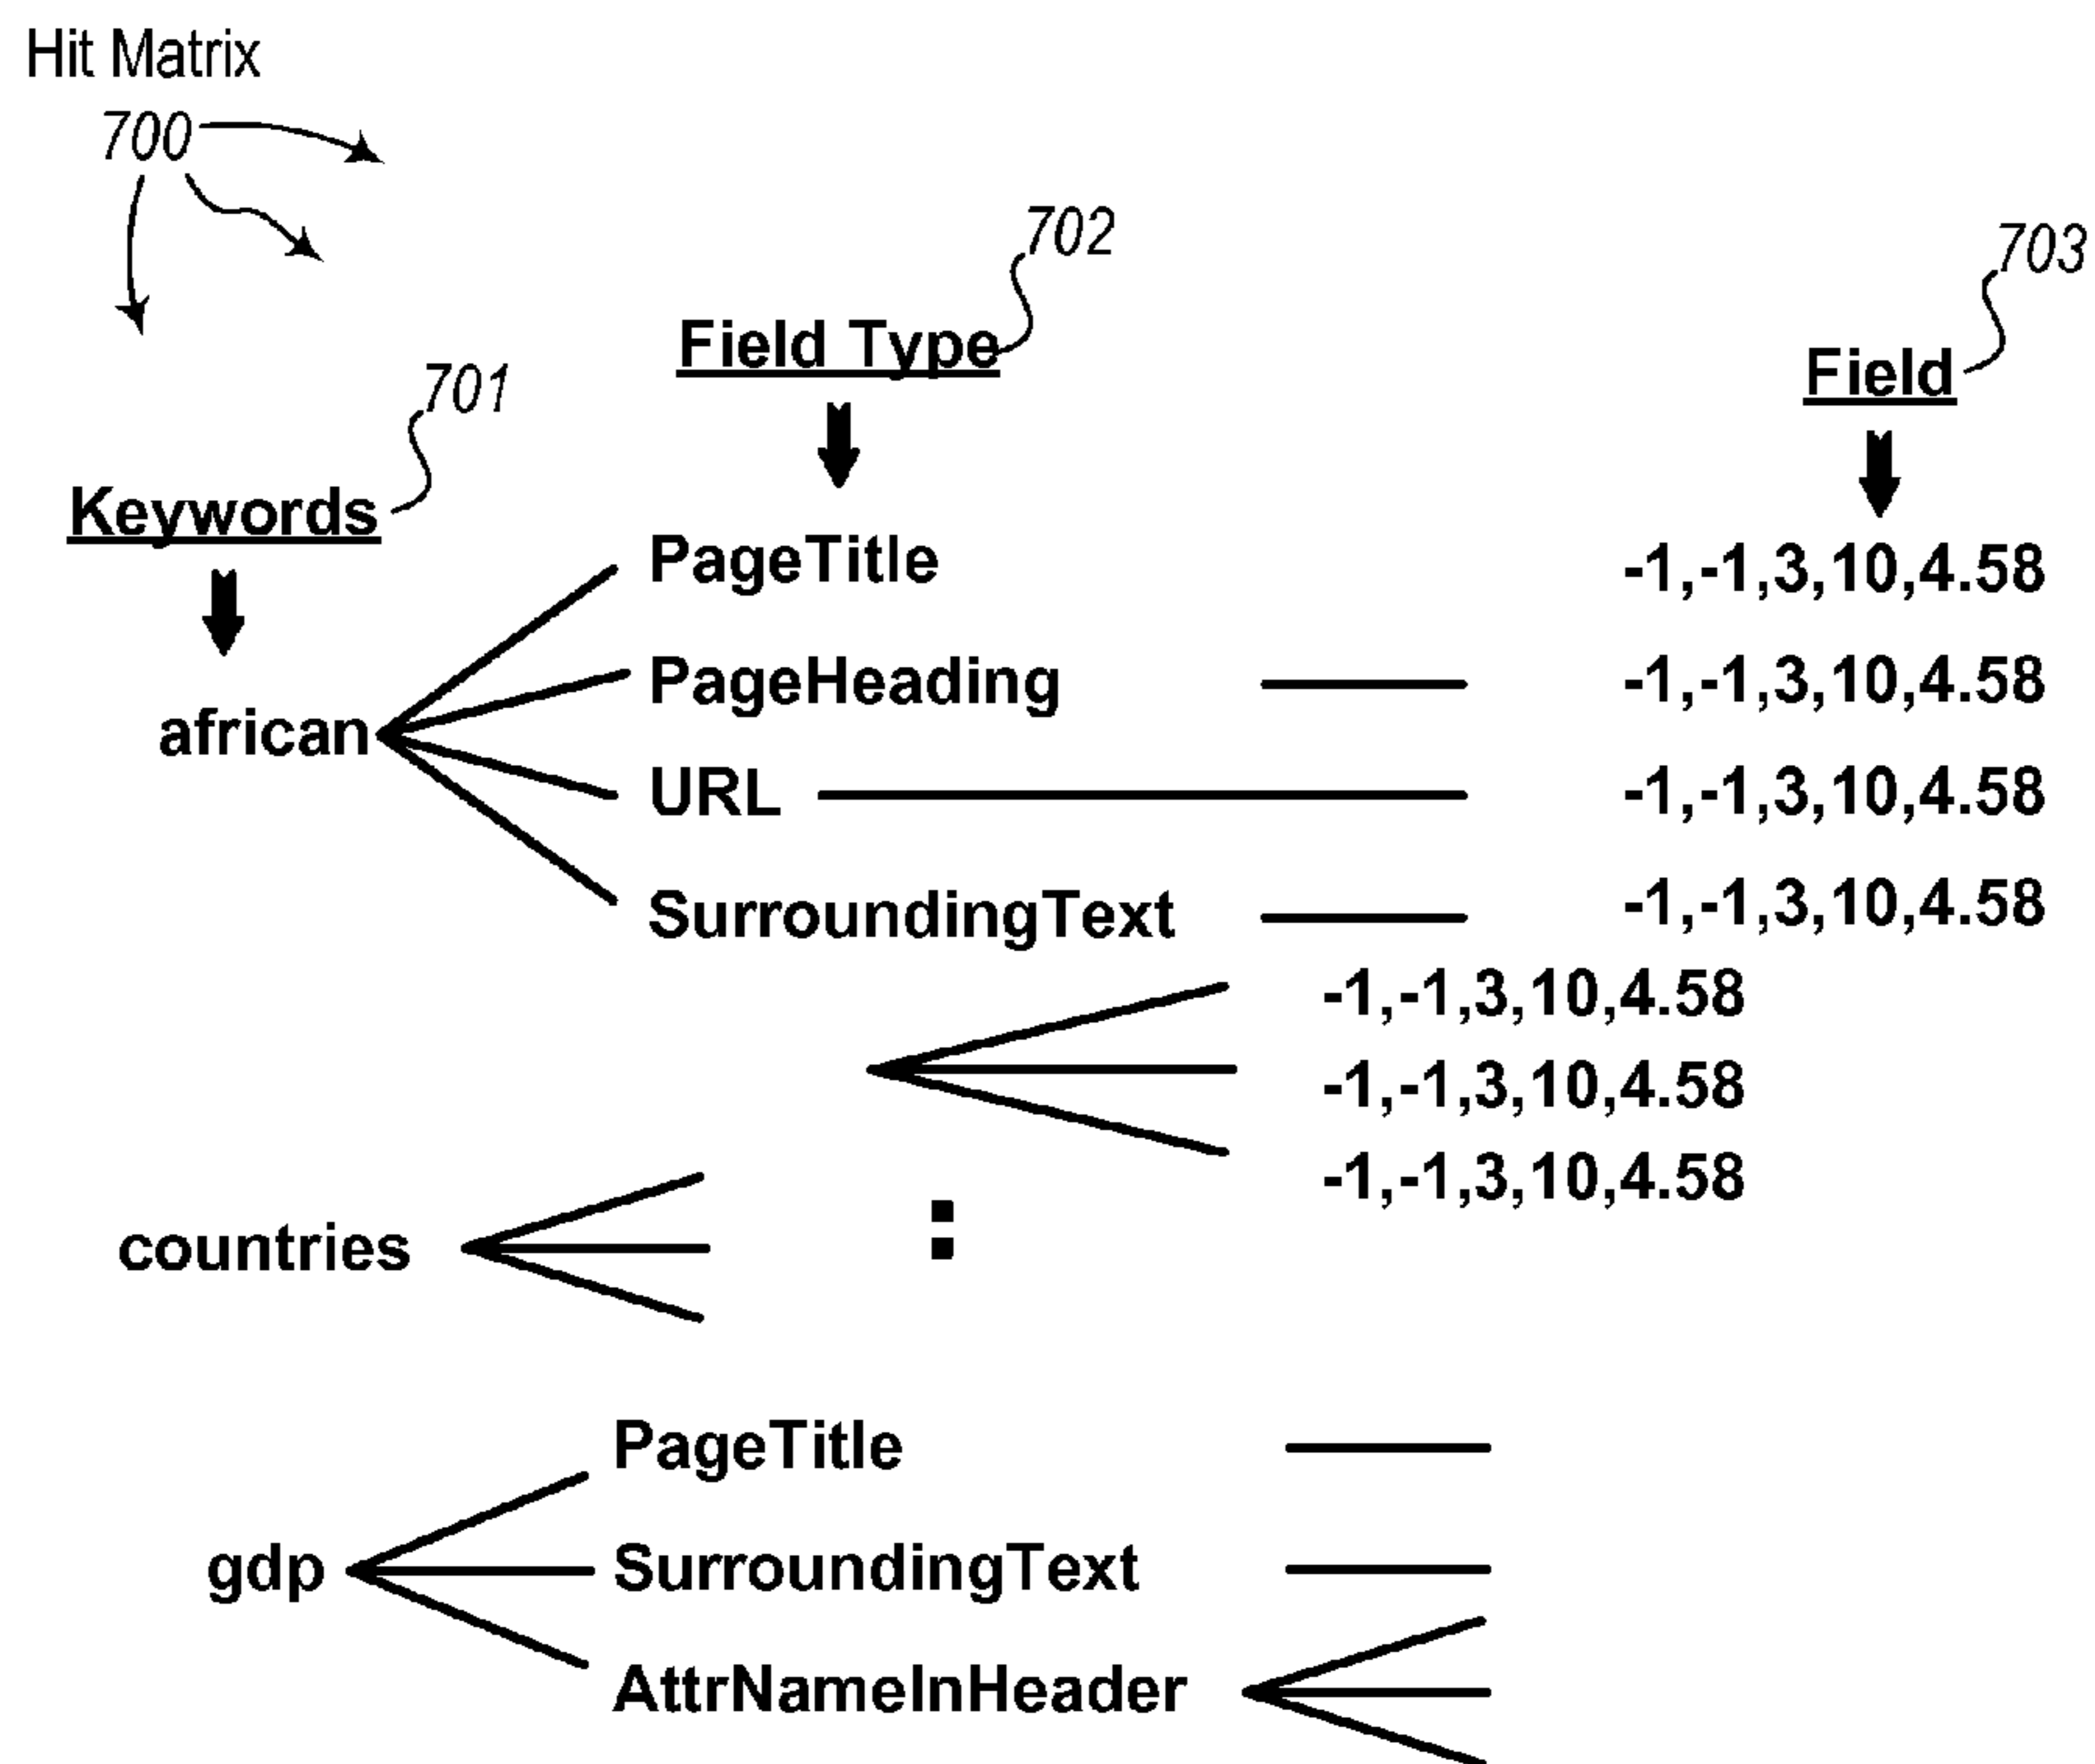 Hit Matrix
700
702
703
Field Type
Field
701
Keywords
PageTitle
-1,-1,3,10,4.58
PageHeading
-1,-1,3,10,4.58
african
URL
-1,-1,3,10,4.58
SurroundingText
-1,-1,3,10,4.58
-1,-1,3,10,4.58
-1,-1,3,10,4.58
-1,-1,3,10,4.58
countries
:
PageTitle
gdp
SurroundingText
AttrNameInHeader